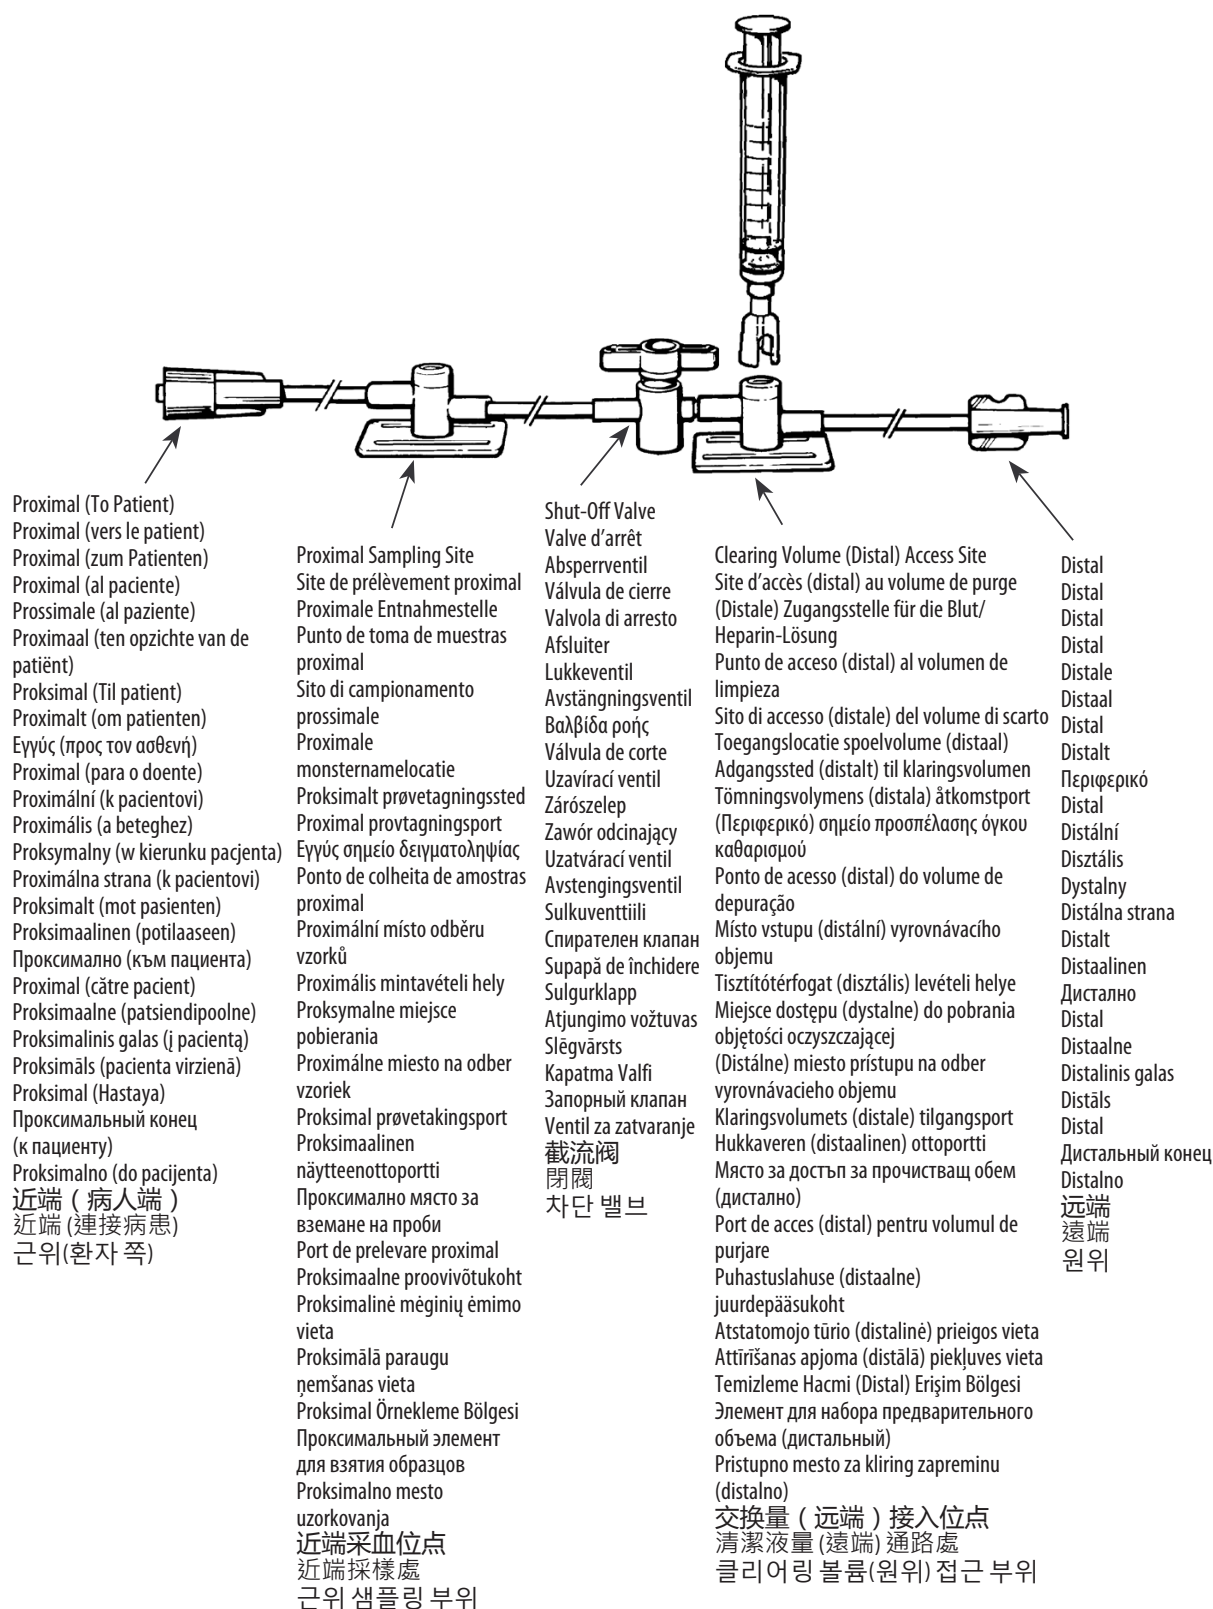 Proximal (To Patient)
Proximal (vers le patient)
Proximal (zum Patienten)
Proximal (al paciente)
Prossimale (al paziente)
Proximaal (ten opzichte van de
patiënt)
Proksimal (Til patient)
Proximalt (om patienten)
Εγγύς (προς τον ασθενή)
Proximal (para o doente)
Proximální (k pacientovi)
Proximális (a beteghez)
Proksymalny (w kierunku pacjenta)
Proximálna strana (k pacientovi)
Proksimalt (mot pasienten)
Proksimaalinen (potilaaseen)
Проксимално (към пациента)
Proximal (către pacient)
Proksimaalne (patsiendipoolne)
Proksimalinis galas (į pacientą)
Proksimāls (pacienta virzienā)
Proksimal (Hastaya)
Проксимальный конец
(к пациенту)
Proksimalno (do pacijenta)
近端（病人端）
近端 (連接病患)
근위(환자 쪽)
Proximal Sampling Site
Site de prélèvement proximal
Proximale Entnahmestelle
Punto de toma de muestras
proximal
Sito di campionamento
prossimale
Proximale
monsternamelocatie
Proksimalt prøvetagningssted
Proximal provtagningsport
Εγγύς σημείο δειγματοληψίας
Ponto de colheita de amostras
proximal
Proximální místo odběru
vzorků
Proximális mintavételi hely
Proksymalne miejsce
pobierania
Proximálne miesto na odber
vzoriek
Proksimal prøvetakingsport
Proksimaalinen
näytteenottoportti
Проксимално място за
вземане на проби
Port de prelevare proximal
Proksimaalne proovivõtukoht
Proksimalinė mėginių ėmimo
vieta
Proksimālā paraugu
ņemšanas vieta
Proksimal Örnekleme Bölgesi
Проксимальный элемент
для взятия образцов
Proksimalno mesto
uzorkovanja
近端采血位点
近端採樣處
근위 샘플링 부위
Shut-Off Valve
Valve d’arrêt
Absperrventil
Válvula de cierre
Valvola di arresto
Afsluiter
Lukkeventil
Avstängningsventil
Βαλβίδα ροής
Válvula de corte
Uzavírací ventil
Zárószelep
Zawór odcinający
Uzatvárací ventil
Avstengingsventil
Sulkuventtiili
Спирателен клапан
Supapă de închidere
Sulgurklapp
Atjungimo vožtuvas
Slēgvārsts
Kapatma Valfi
Запорный клапан
Ventil za zatvaranje
截流阀
閉閥
차단 밸브
Clearing Volume (Distal) Access Site
Site d’accès (distal) au volume de purge
(Distale) Zugangsstelle für die Blut/
Heparin-Lösung
Punto de acceso (distal) al volumen de
limpieza
Sito di accesso (distale) del volume di scarto
Toegangslocatie spoelvolume (distaal)
Adgangssted (distalt) til klaringsvolumen
Tömningsvolymens (distala) åtkomstport
(Περιφερικό) σημείο προσπέλασης όγκου
καθαρισμού
Ponto de acesso (distal) do volume de
depuração
Místo vstupu (distální) vyrovnávacího
objemu
Tisztítótérfogat (disztális) levételi helye
Miejsce dostępu (dystalne) do pobrania
objętości oczyszczającej
(Distálne) miesto prístupu na odber
vyrovnávacieho objemu
Klaringsvolumets (distale) tilgangsport
Hukkaveren (distaalinen) ottoportti
Място за достъп за прочистващ обем
(дистално)
Port de acces (distal) pentru volumul de
purjare
Puhastuslahuse (distaalne)
juurdepääsukoht
Atstatomojo tūrio (distalinė) prieigos vieta
Attīrīšanas apjoma (distālā) piekļuves vieta
Temizleme Hacmi (Distal) Erişim Bölgesi
Элемент для набора предварительного
объема (дистальный)
Pristupno mesto za kliring zapreminu
(distalno)
交换量（远端）接入位点
清潔液量 (遠端) 通路處
클리어링 볼륨(원위) 접근 부위
Distal
Distal
Distal
Distal
Distale
Distaal
Distal
Distalt
Περιφερικό
Distal
Distální
Disztális
Dystalny
Distálna strana
Distalt
Distaalinen
Дистално
Distal
Distaalne
Distalinis galas
Distāls
Distal
Дистальный конец
Distalno
远端
遠端
원위